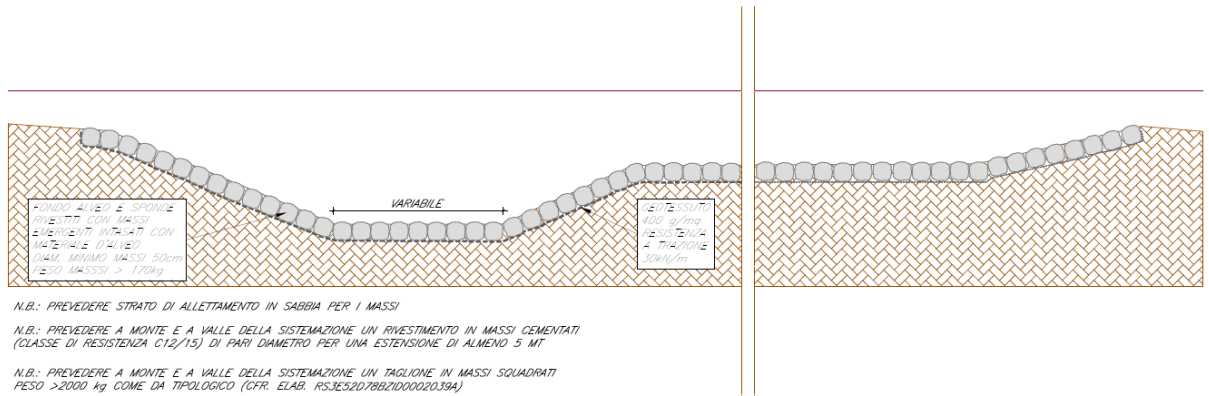 VARIABILE
FONDO ALVEO E SPONDE
RIVESTITI CON MASSI
EMERGENTI INTASATI CON
MATERIALE D'ALVEO
DIAM. MINIMO MASSI 50cm
PESO MASSSI > 170kg
GEOTESSUTO
400 g/mq
RESISTENZA
A TRAZIONE
30kN/m
N.B.: PREVEDERE STRATO DI ALLETTAMENTO IN SABBIA PER I MASSI
N.B.: PREVEDERE A MONTE E A VALLE DELLA SISTEMAZIONE UN RIVESTIMENTO IN MASSI CEMENTATI
(CLASSE DI RESISTENZA C12/15) DI PARI DIAMETRO PER UNA ESTENSIONE DI ALMENO 5 MT
N.B.: PREVEDERE A MONTE E A VALLE DELLA SISTEMAZIONE UN TAGLIONE IN MASSI SQUADRATI
PESO >2000 kg COME DA TIPOLOGICO (CFR. ELAB. RS3E52D78BZID0002039A)